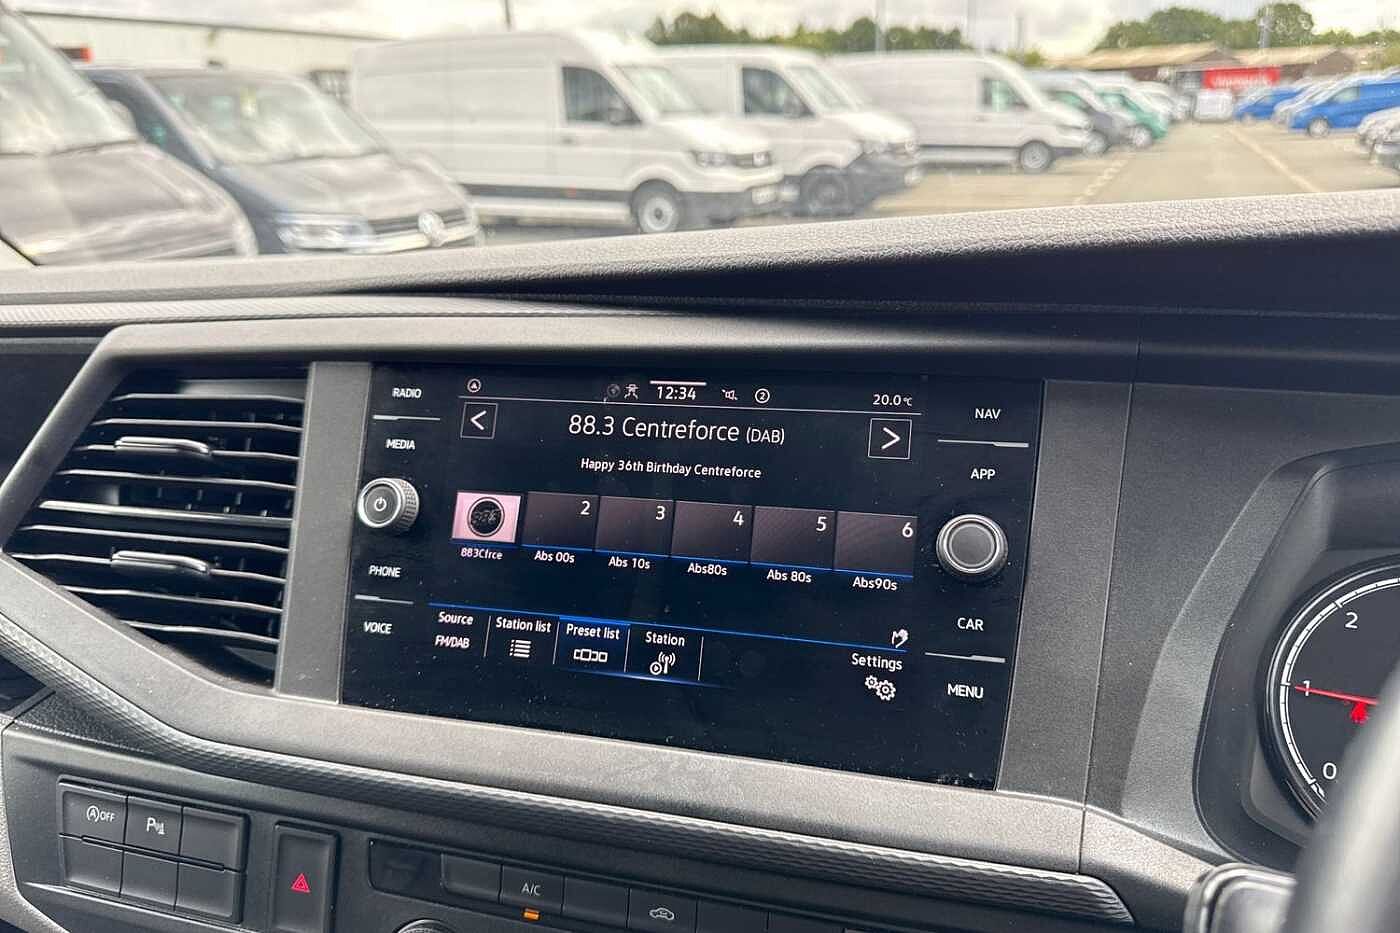 RADIO
MEDIA
PHONE
VOICE
12:34
2
20.0°C
<
88.3 Centreforce (DAB)
>
Happy 36th Birthday Centreforce
2
3
4
5
6
883Cfrce
Abs 00s
Abs 10s
Abs80s
Abs 80s
Abs90s
Source
FM/DAB
Station list
Preset list
Station
Settings
NAV
APP
CAR
MENU
2
1
0
A OFF
P
A/C